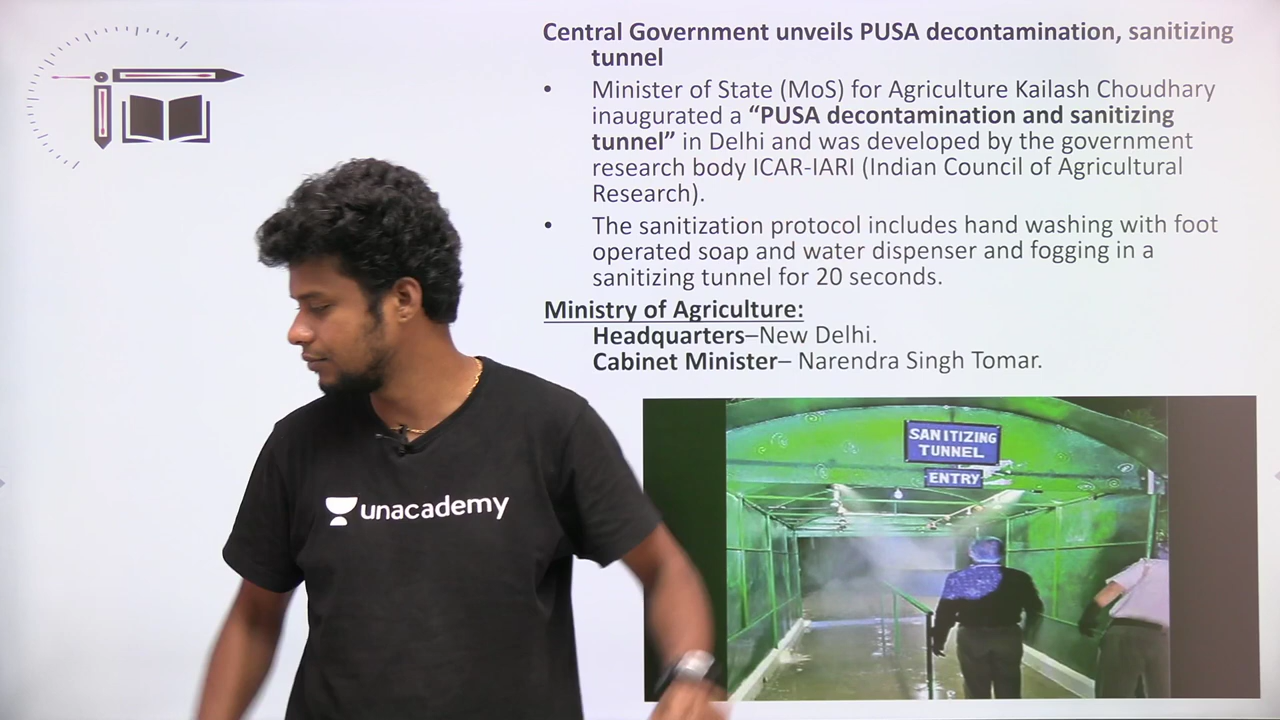 Central Government unveils PUSA decontamination, sanitizing
tunnel
• Minister of State (MoS) for Agriculture Kailash Choudhary
inaugurated a “PUSA decontamination and sanitizing
tunnel” in Delhi and was developed by the government
research body ICAR-IARI (Indian Council of Agricultural
Research).
• The sanitization protocol includes hand washing with foot
operated soap and water dispenser and fogging in a
sanitizing tunnel for 20 seconds.
Ministry of Agriculture:
Headquarters–New Delhi.
Cabinet Minister– Narendra Singh Tomar.
SANITIZING
TUNNEL
ENTRY
unacademy